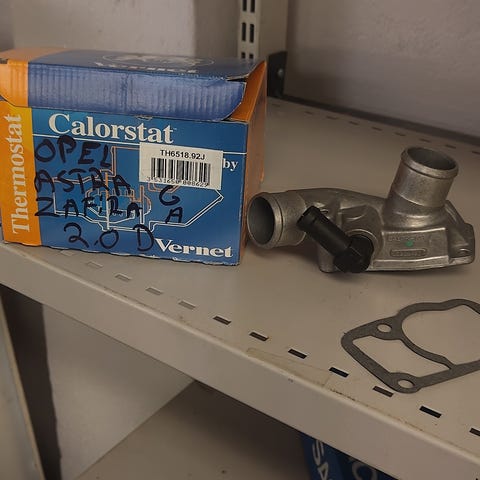 Thermostat
Calorstat
by
TH6518.92J
OPEL
ASTRA G
ZAFIRA A
2.0 D
Vernet